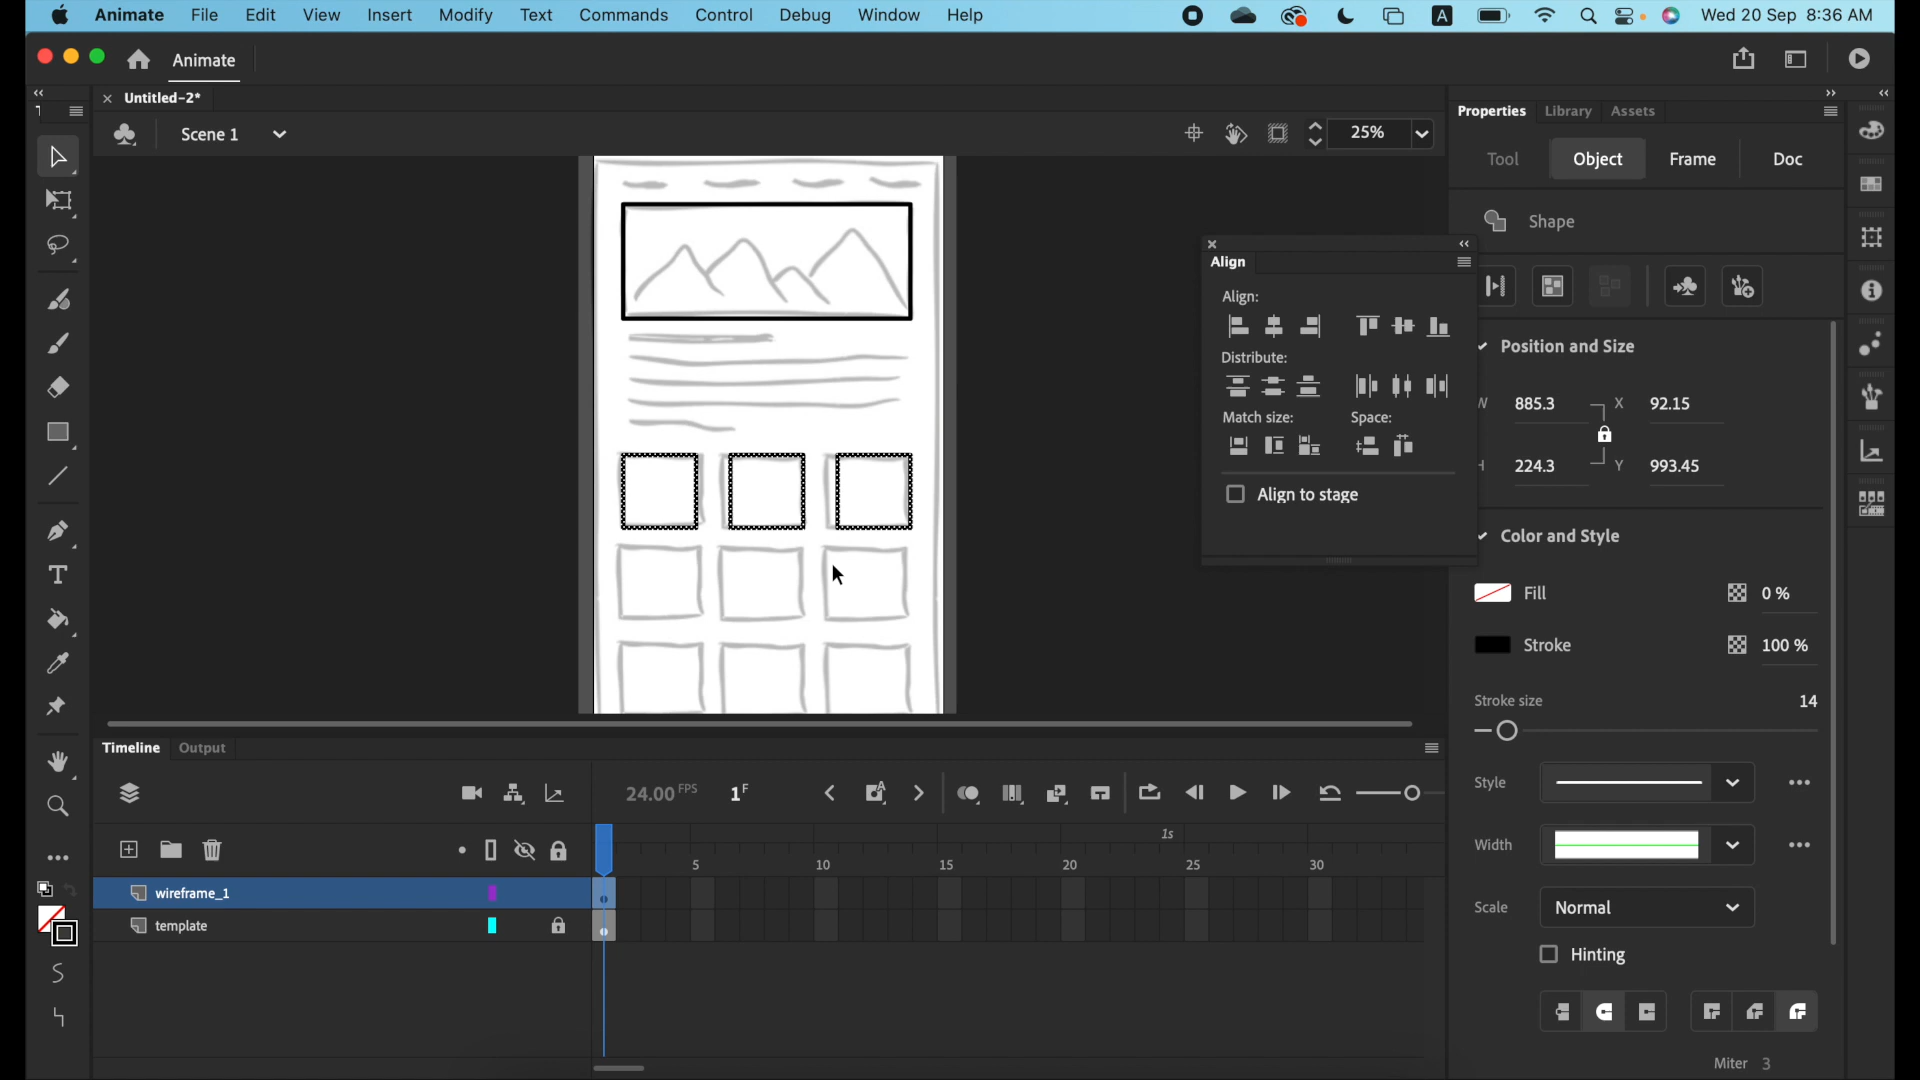 Animate File Edit View Insert Modify Text Commands Control Debug Window Help A Wed 20 Sep 8:36 AM
Animate
Untitled-2*
Scene 1 25%
Properties Library Assets
Tool Object Frame Doc
Shape
Align
Align:
Distribute:
Match size: Space:
Align to stage
Position and Size
W 885.3 X 92.15
H 224.3 Y 993.45
Color and Style
Fill 0 %
Stroke 100 %
Stroke size 14
Style
Width
Scale Normal
Hinting
Miter 3
Timeline Output
24.00 FPS 1 F
1s
5 10 15 20 25 30
wireframe_1
template